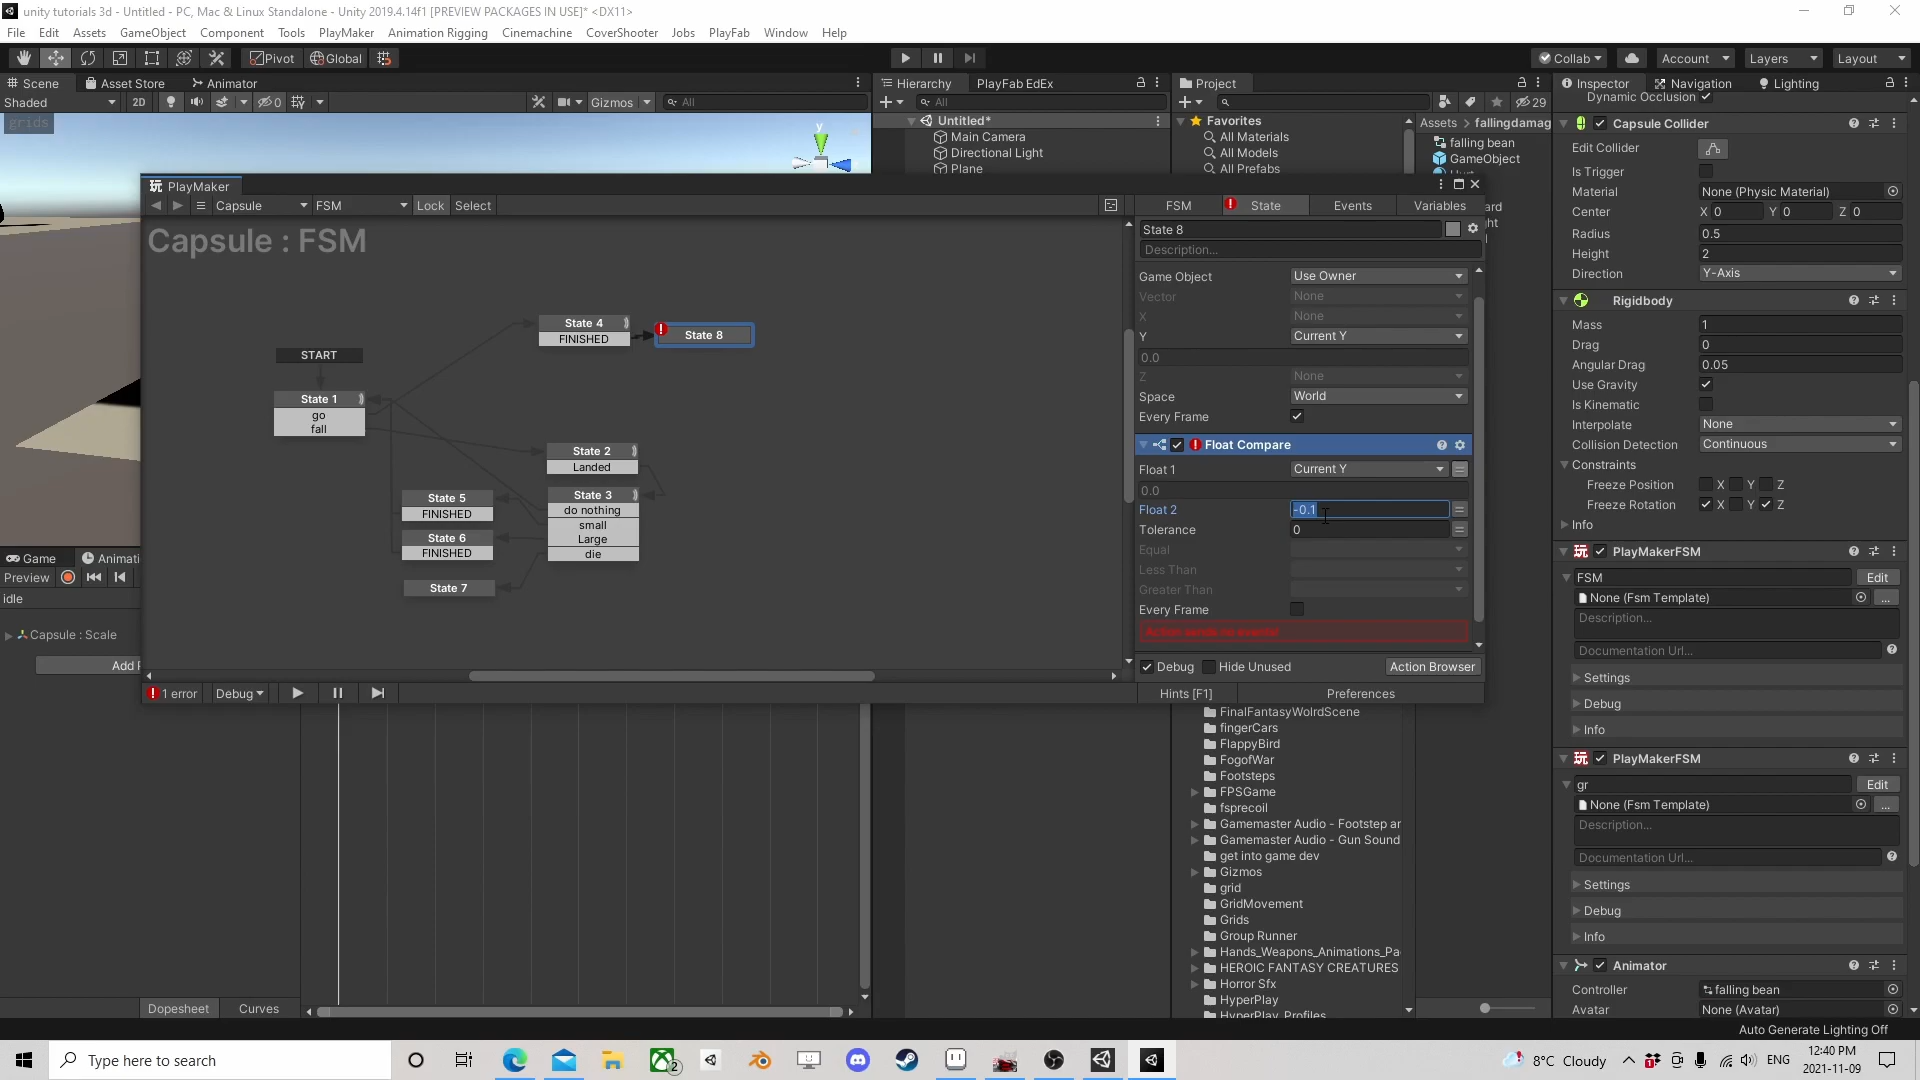 unity tutorials 3d - Untitled - PC, Mac & Linux Standalone - Unity 2019.4.14f1 [PREVIEW PACKAGES IN USE]* <DX11>
File Edit Assets GameObject Component Tools PlayMaker Animation Rigging Cinemachine CoverShooter Jobs PlayFab Window Help
Pivot Global Collab Account Layers Layout
Scene Asset Store Animator Hierarchy PlayFab EdEx Project Inspector Navigation Lighting
Shaded 2D 0 Gizmos All All 29 Dynamic Occlusion
grids
y
Untitled*
Main Camera
Directional Light
Plane
Favorites
All Materials
All Models
All Prefabs
Assets > fallingdamag
falling bean
GameObject
PlayMaker
Capsule FSM Lock Select
Capsule : FSM
START
State 1
go
fall
State 4
FINISHED
State 8
State 2
Landed
State 3
do nothing
small
Large
die
State 5
FINISHED
State 6
FINISHED
State 7
1 error Debug
FSM State Events Variables
State 8
Description...
Game Object Use Owner
Vector None
X None
Y Current Y
0.0
Z None
Space World
Every Frame
Float Compare
Float 1 Current Y
0.0
Float 2 -0.1
Tolerance 0
Equal
Less Than
Greater Than
Every Frame
Action sends no events!
Debug Hide Unused Action Browser
Hints [F1] Preferences
Game Animati
Preview
idle
Capsule : Scale
Add P
Dopesheet Curves
FinalFantasyWolrdScene
fingerCars
FlappyBird
FogofWar
Footsteps
FPSGame
fsprecoil
Gamemaster Audio - Footstep ar
Gamemaster Audio - Gun Sound
get into game dev
Gizmos
grid
GridMovement
Grids
Group Runner
Hands_Weapons_Animations_Pa
HEROIC FANTASY CREATURES
Horror Sfx
HyperPlay
HyperPlay_Profiles
Capsule Collider
Edit Collider
Is Trigger
Material None (Physic Material)
Center X 0 Y 0 Z 0
Radius 0.5
Height 2
Direction Y-Axis
Rigidbody
Mass 1
Drag 0
Angular Drag 0.05
Use Gravity
Is Kinematic
Interpolate None
Collision Detection Continuous
Constraints
Freeze Position X Y Z
Freeze Rotation X Y Z
Info
PlayMakerFSM
FSM Edit
None (Fsm Template) ...
Description...
Documentation Url...
Settings
Debug
Info
PlayMakerFSM
gr Edit
None (Fsm Template) ...
Description...
Documentation Url...
Settings
Debug
Info
Animator
Controller falling bean
Avatar None (Avatar)
Auto Generate Lighting Off
Type here to search
2
8°C Cloudy ENG 12:40 PM
2021-11-09